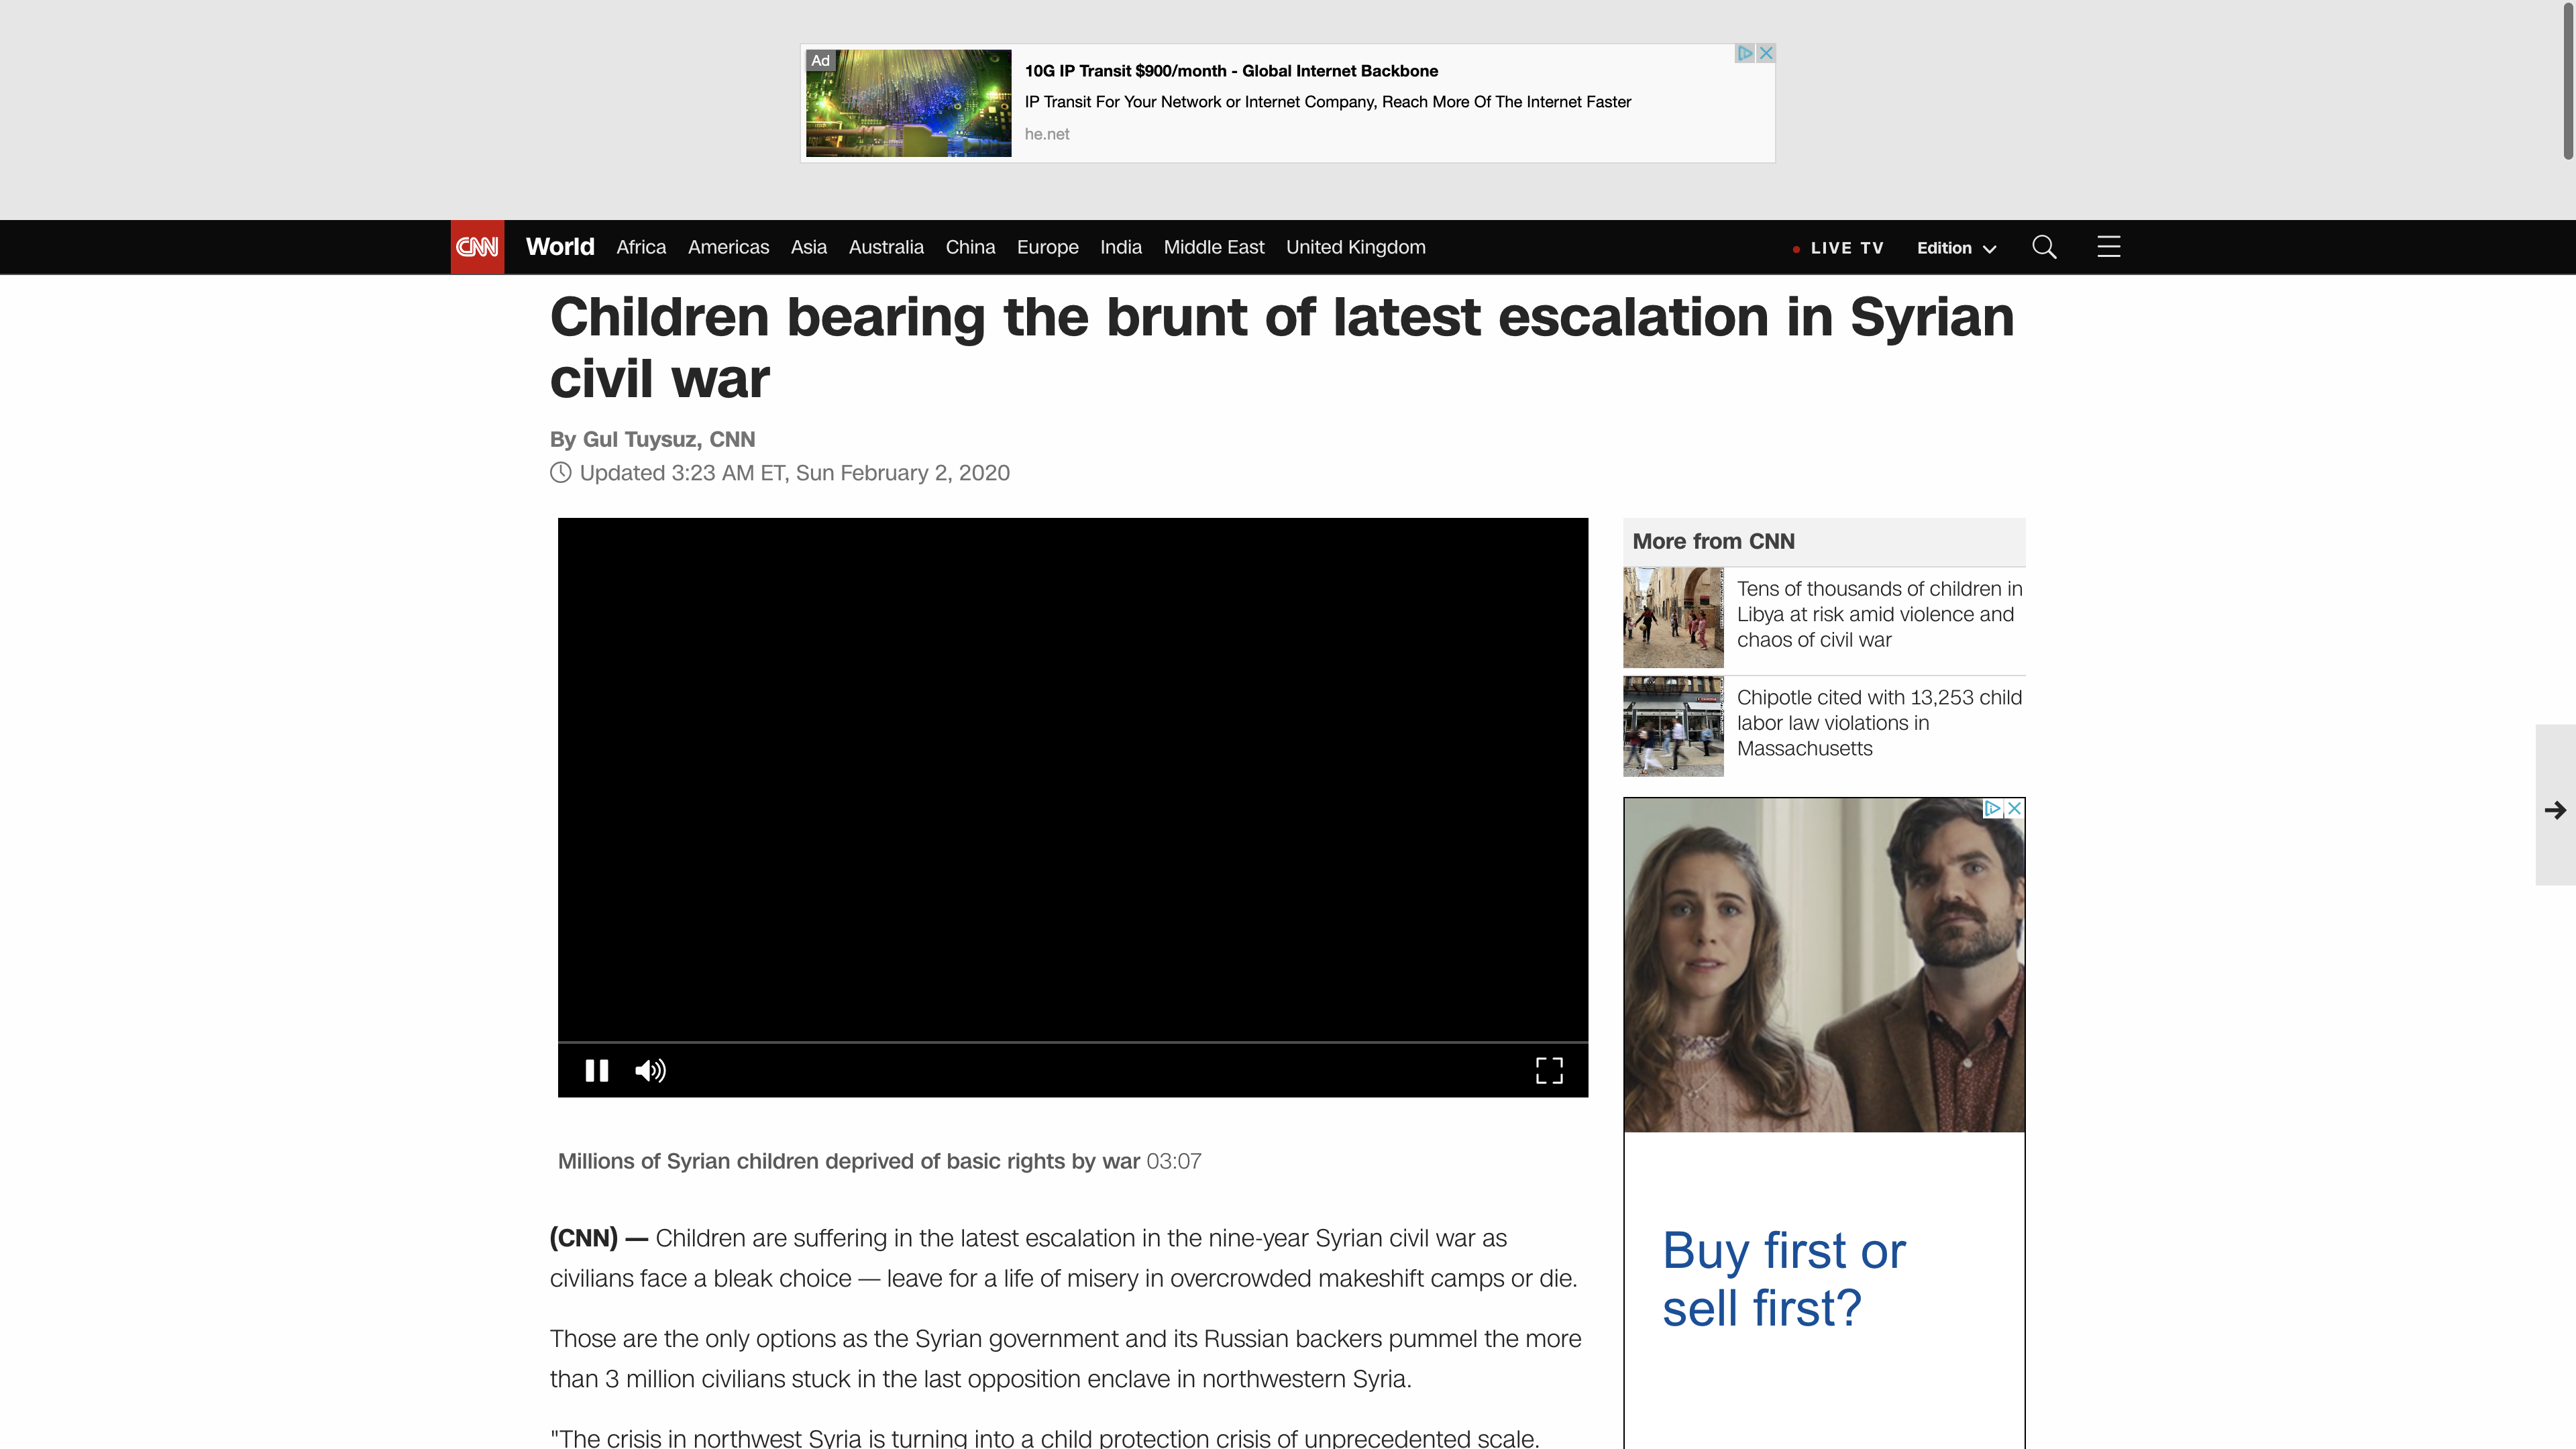 Ad
10G IP Transit $900/month - Global Internet Backbone
IP Transit For Your Network or Internet Company, Reach More Of The Internet Faster
he.net
CNN World Africa Americas Asia Australia China Europe India Middle East United Kingdom LIVE TV Edition
Children bearing the brunt of latest escalation in Syrian
civil war
By Gul Tuysuz, CNN
Updated 3:23 AM ET, Sun February 2, 2020
More from CNN
Tens of thousands of children in
Libya at risk amid violence and
chaos of civil war
Chipotle cited with 13,253 child
labor law violations in
Massachusetts
Millions of Syrian children deprived of basic rights by war 03:07
(CNN) — Children are suffering in the latest escalation in the nine-year Syrian civil war as
civilians face a bleak choice — leave for a life of misery in overcrowded makeshift camps or die.
Those are the only options as the Syrian government and its Russian backers pummel the more
than 3 million civilians stuck in the last opposition enclave in northwestern Syria.
"The crisis in northwest Syria is turning into a child protection crisis of unprecedented scale.
Buy first or
sell first?